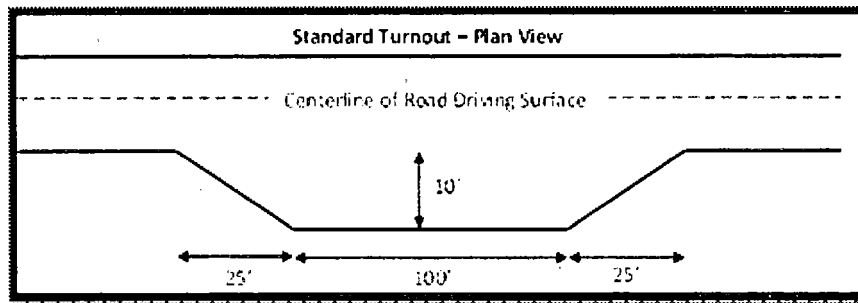 Standard Turnout – Plan View
Centerline of Road Driving Surface
10'
25'
100'
25'